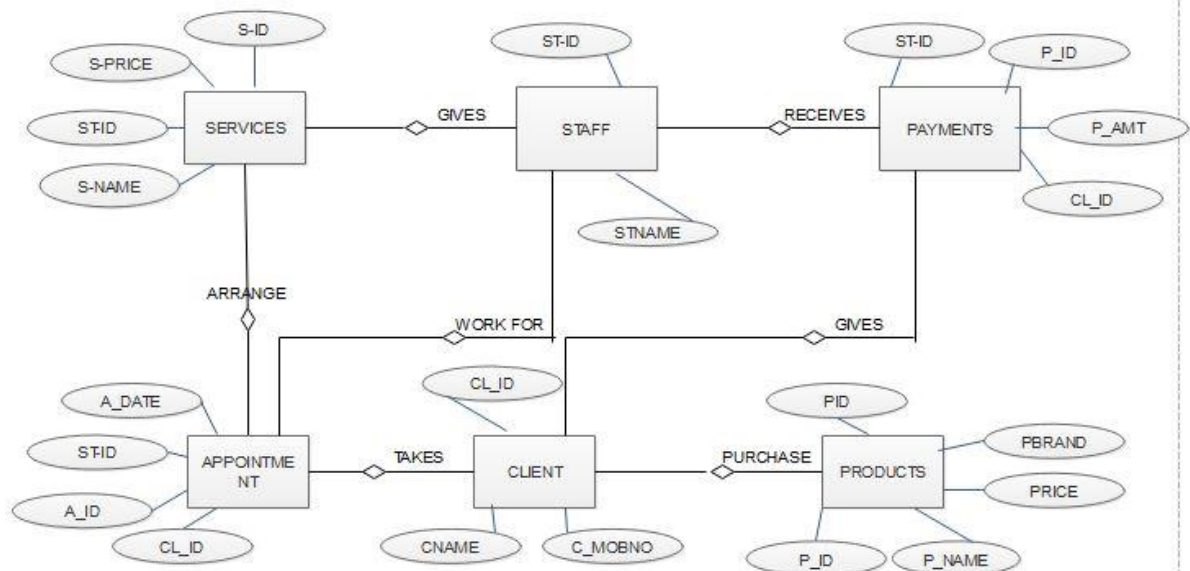 S-ID
ST-ID
ST-ID
P_ID
S-PRICE
GIVES
RECEIVES
ST-ID
SERVICES
STAFF
PAYMENTS
P_AMT
S-NAME
CL_ID
STNAME
ARRANGE
WORK FOR
GIVES
CL_ID
A_DATE
PID
PBRAND
ST-ID
APPOINTME
NT
TAKES
CLIENT
PURCHASE
PRODUCTS
PRICE
A_ID
CL_ID
CNAME
C_MOBNO
P_ID
P_NAME